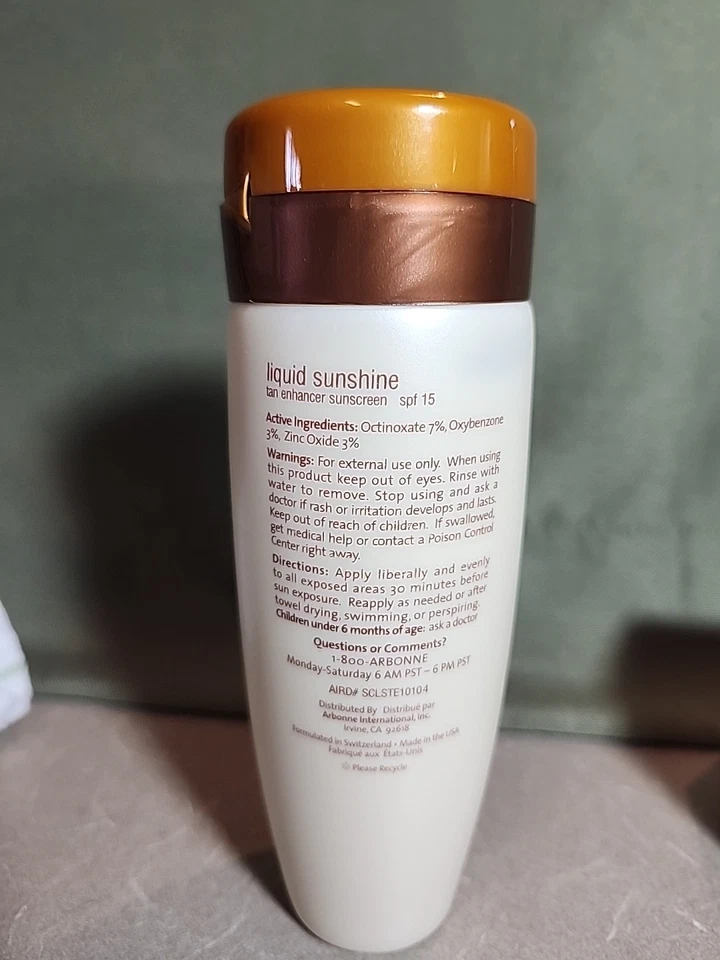 liquid sunshine
tan enhancer sunscreen spf 15
Active Ingredients: Octinoxate 7%, Oxybenzone
3%, Zinc Oxide 3%
Warnings: For external use only. When using
this product keep out of eyes. Rinse with
water to remove. Stop using and ask a
doctor if rash or irritation develops and lasts.
Keep out of reach of children. If swallowed,
get medical help or contact a Poison Control
Center right away.
Directions: Apply liberally and evenly
to all exposed areas 30 minutes before
sun exposure. Reapply as needed or after
towel drying, swimming, or perspiring.
Children under 6 months of age: ask a doctor
Questions or Comments?
1-800-ARBONNE
Monday-Saturday 6 AM PST – 6 PM PST
AIRD# SCLSTE10104
Distributed By Distribué par
Arbonne International, Inc.
Irvine, CA 92618
Formulated in Switzerland • Made in the USA
Fabriqué aux États-Unis
Please Recycle